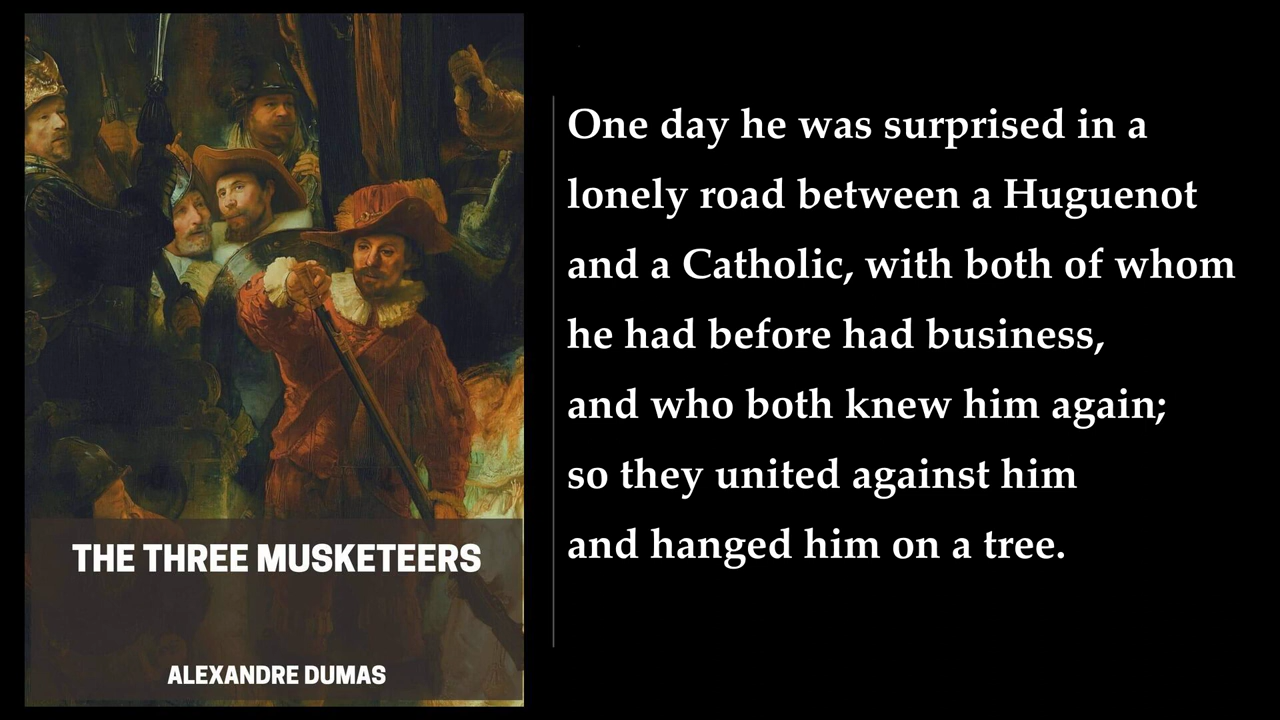 THE THREE MUSKETEERS
ALEXANDRE DUMAS
One day he was surprised in a
lonely road between a Huguenot
and a Catholic, with both of whom
he had before had business,
and who both knew him again;
so they united against him
and hanged him on a tree.